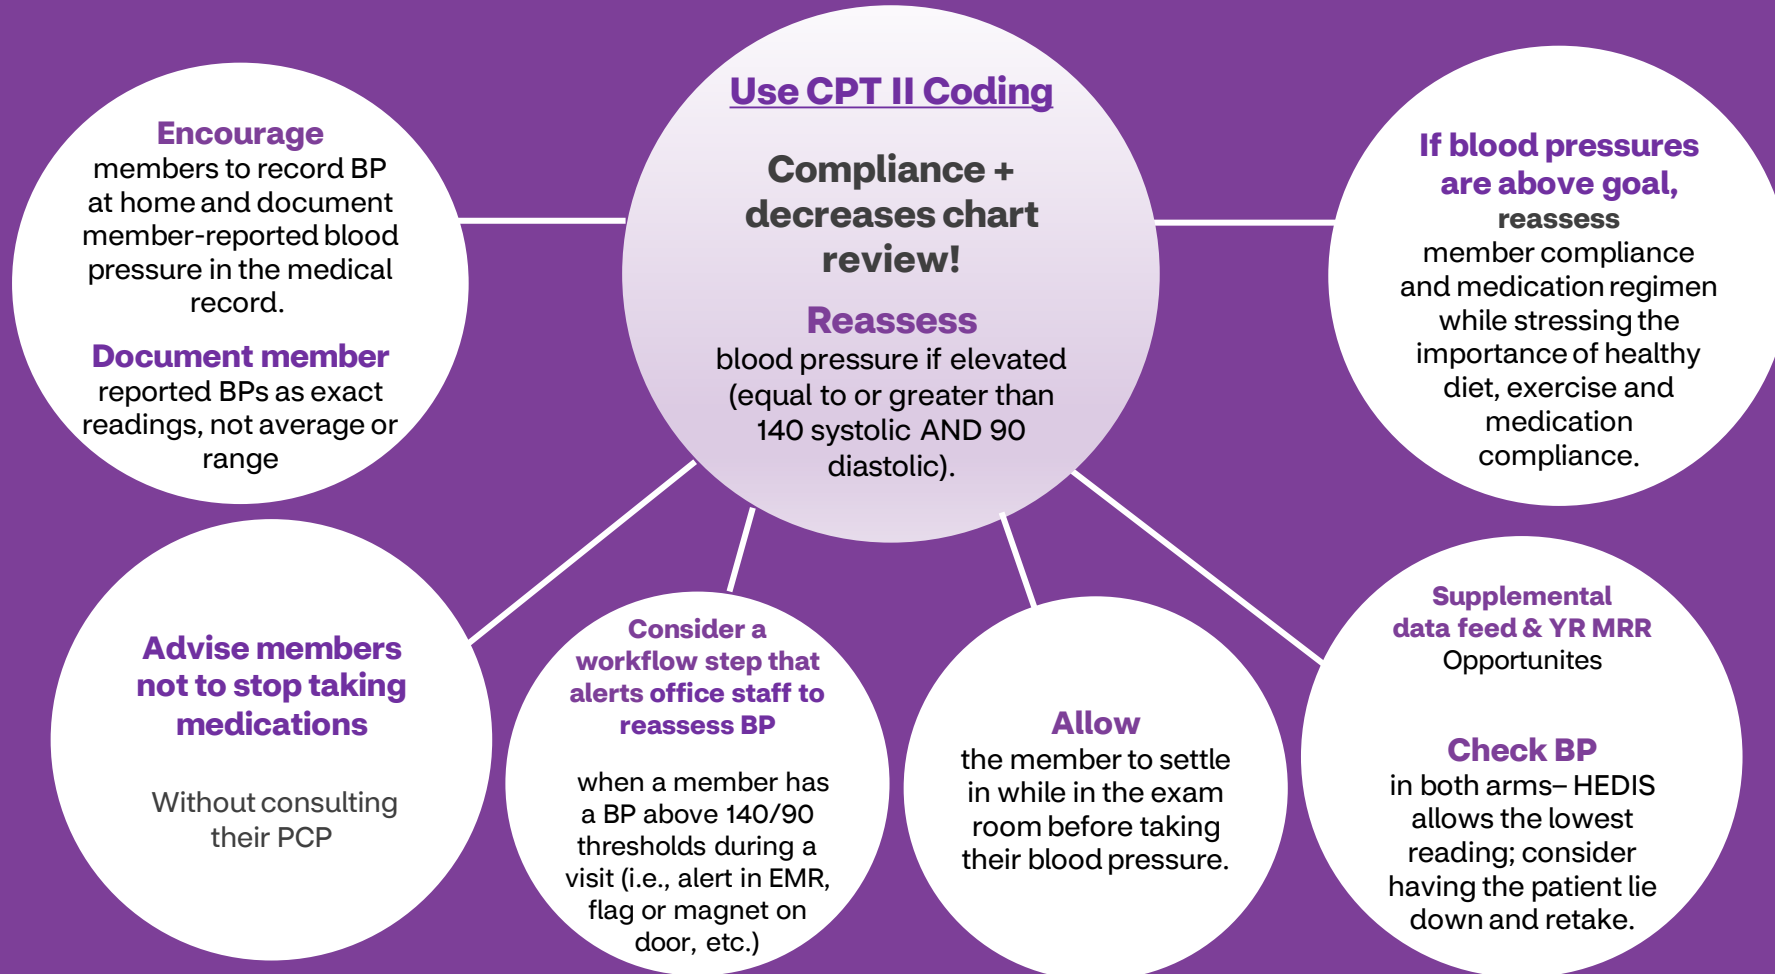 Use CPT II Coding
Compliance +
decreases chart
review!
Reassess
blood pressure if elevated
(equal to or greater than
140 systolic AND 90
diastolic).
Encourage
members to record BP
at home and document
member-reported blood
pressure in the medical
record.
Document member
reported BPs as exact
readings, not average or
range
If blood pressures
are above goal,
reassess
member compliance
and medication regimen
while stressing the
importance of healthy
diet, exercise and
medication
compliance.
Advise members
not to stop taking
medications
Without consulting
their PCP
Consider a
workflow step that
alerts office staff to
reassess BP
when a member has
a BP above 140/90
thresholds during a
visit (i.e., alert in EMR,
flag or magnet on
door, etc.)
Allow
the member to settle
in while in the exam
room before taking
their blood pressure.
Supplemental
data feed & YR MRR
Opportunites
Check BP
in both arms– HEDIS
allows the lowest
reading; consider
having the patient lie
down and retake.